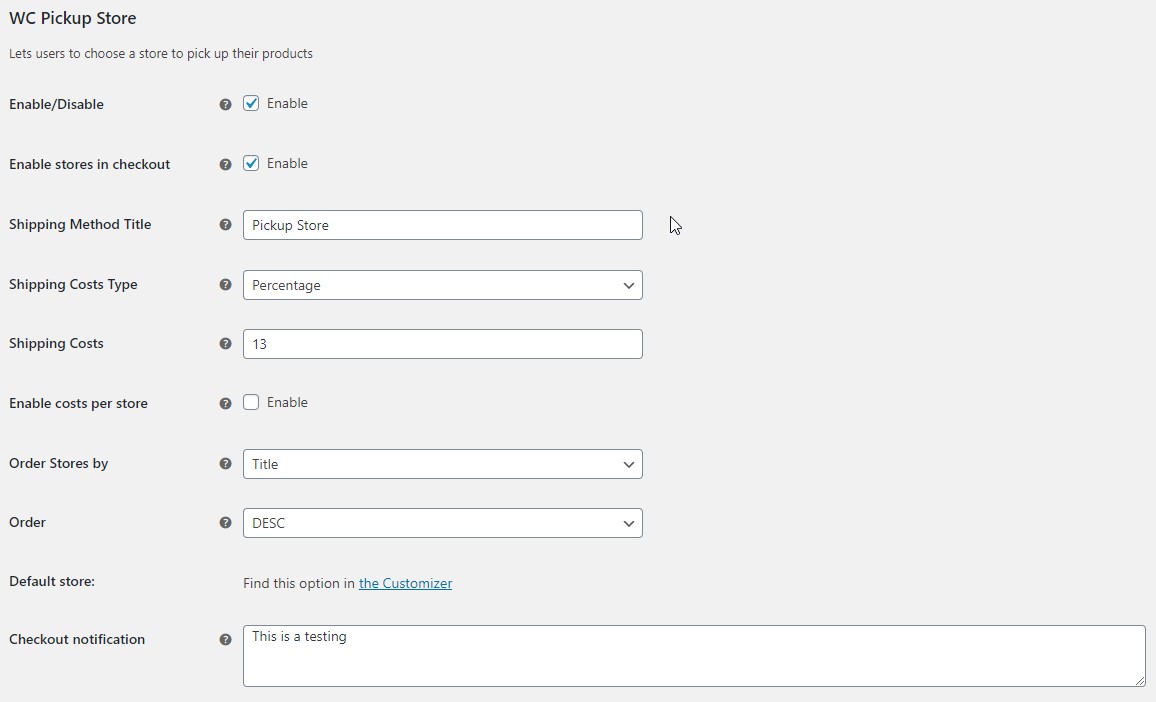 WC Pickup Store
Lets users to choose a store to pick up their products
Enable/Disable ? Enable
Enable stores in checkout ? Enable
Shipping Method Title ? Pickup Store
Shipping Costs Type ? Percentage
Shipping Costs ? 13
Enable costs per store ? Enable
Order Stores by ? Title
Order ? DESC
Default store: Find this option in the Customizer
Checkout notification ? This is a testing